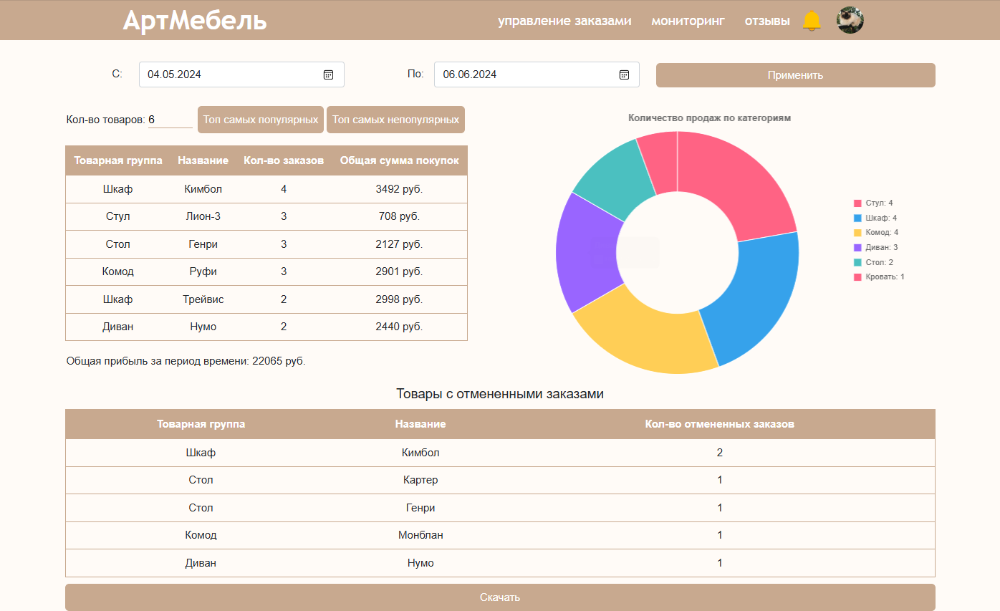 АртМебель управление заказами мониторинг отзывы
С: 04.05.2024 По: 06.06.2024 Применить
Кол-во товаров: 6 Топ самых популярных Топ самых непопулярных
Товарная группа Название Кол-во заказов Общая сумма покупок
Шкаф Кимбол 4 3492 руб.
Стул Лион-3 3 708 руб.
Стол Генри 3 2127 руб.
Комод Руфи 3 2901 руб.
Шкаф Трейвис 2 2998 руб.
Диван Нумо 2 2440 руб.
Общая прибыль за период времени: 22065 руб.
Количество продаж по категориям
Стул: 4
Шкаф: 4
Комод: 4
Диван: 3
Стол: 2
Кровать: 1
Товары с отмененными заказами
Товарная группа Название Кол-во отмененных заказов
Шкаф Кимбол 2
Стол Картер 1
Стол Генри 1
Комод Монблан 1
Диван Нумо 1
Скачать